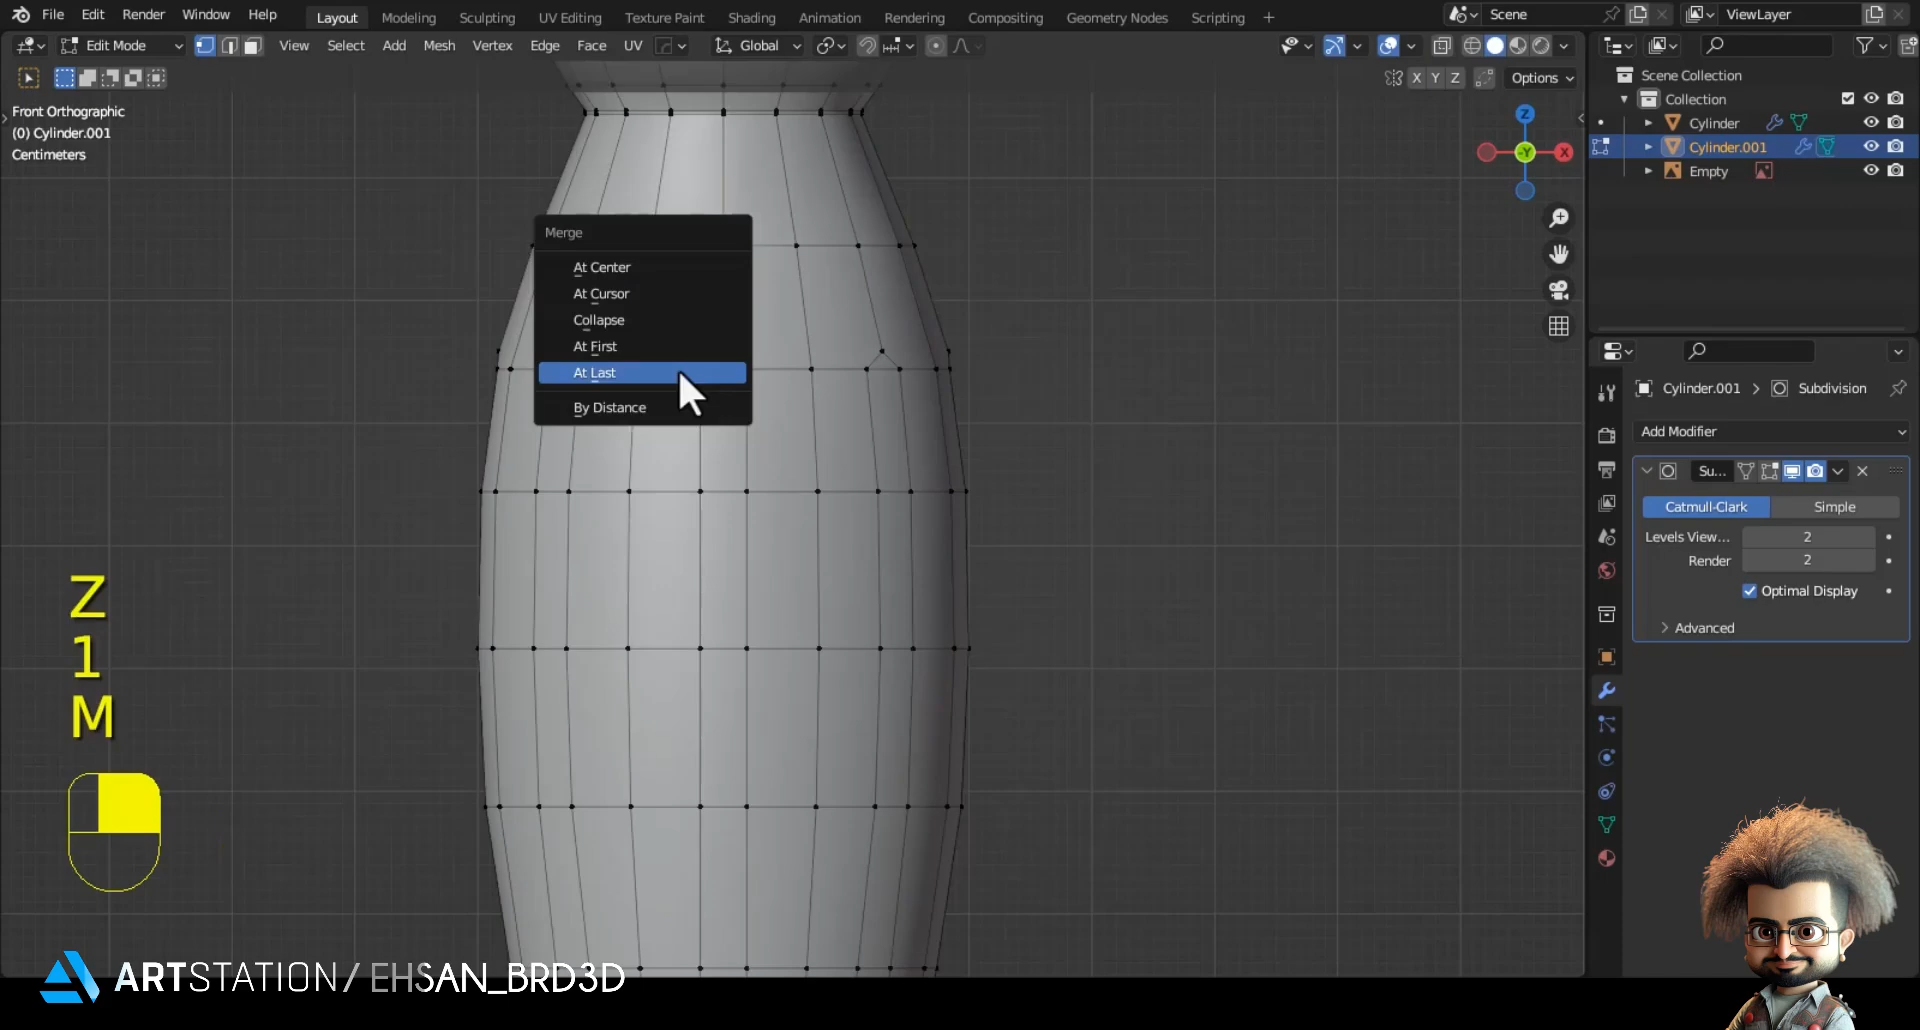 File Edit Render Window Help Layout Modeling Sculpting UV Editing Texture Paint Shading Animation Rendering Compositing Geometry Nodes Scripting + Scene ViewLayer
Edit Mode View Select Add Mesh Vertex Edge Face UV Global
X Y Z Options
Front Orthographic
(0) Cylinder.001
Centimeters
Z
-Y
X
Merge
At Center
At Cursor
Collapse
At First
At Last
By Distance
Scene Collection
Collection
Cylinder
Cylinder.001
Empty
Cylinder.001 > Subdivision
Add Modifier
Su...
Catmull-Clark Simple
Levels View... 2
Render 2
Optimal Display
Advanced
Z
1
M
ARTSTATION/EHSAN_BRD3D